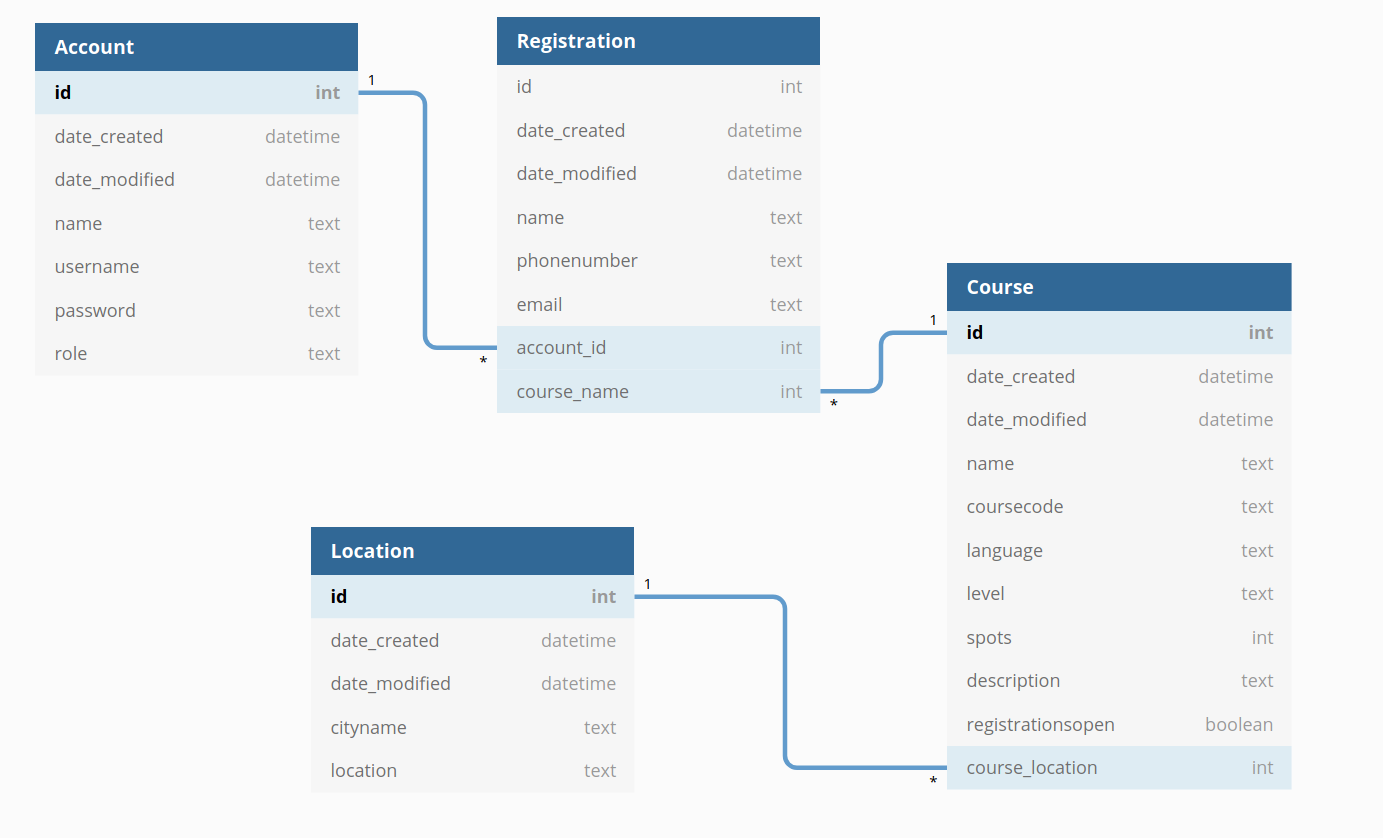 Account
id int
date_created datetime
date_modified datetime
name text
username text
password text
role text
1
*
Registration
id int
date_created datetime
date_modified datetime
name text
phonenumber text
email text
account_id int
course_name int
1
*
Course
id int
date_created datetime
date_modified datetime
name text
coursecode text
language text
level text
spots int
description text
registrationsopen boolean
course_location int
Location
id int
date_created datetime
date_modified datetime
cityname text
location text
1
*